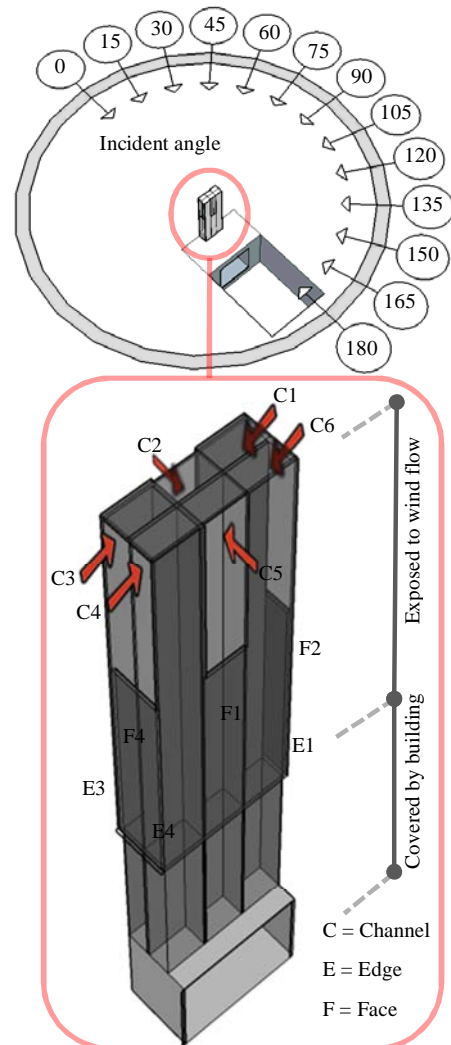 0
15
30
45
60
75
90
105
120
135
150
165
180
Incident angle
C1
C6
C2
C3
C4
C5
F2
F1
F4
E1
E3
E4
Exposed to wind flow
Covered by building
C = Channel
E = Edge
F = Face